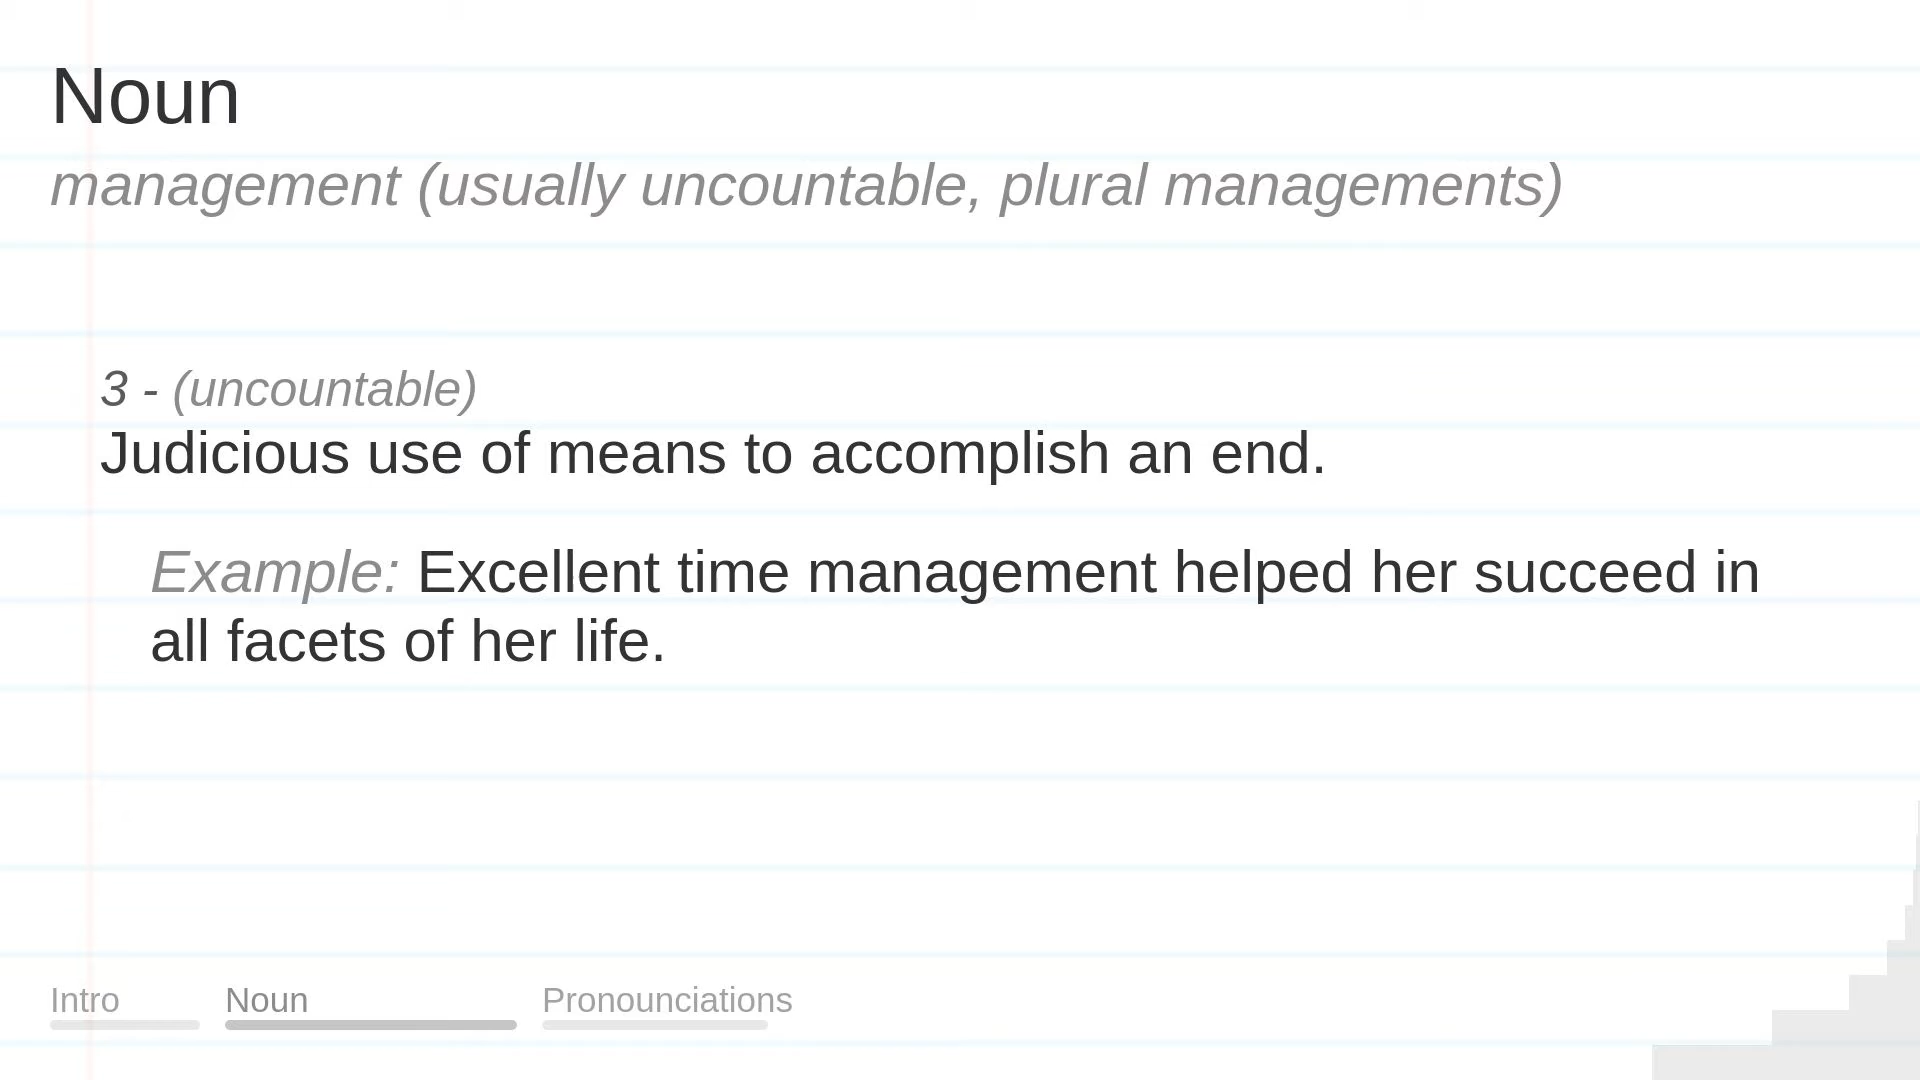 Noun
management (usually uncountable, plural managements)
3 - (uncountable)
Judicious use of means to accomplish an end.
Example: Excellent time management helped her succeed in
all facets of her life.
Intro Noun Pronounciations